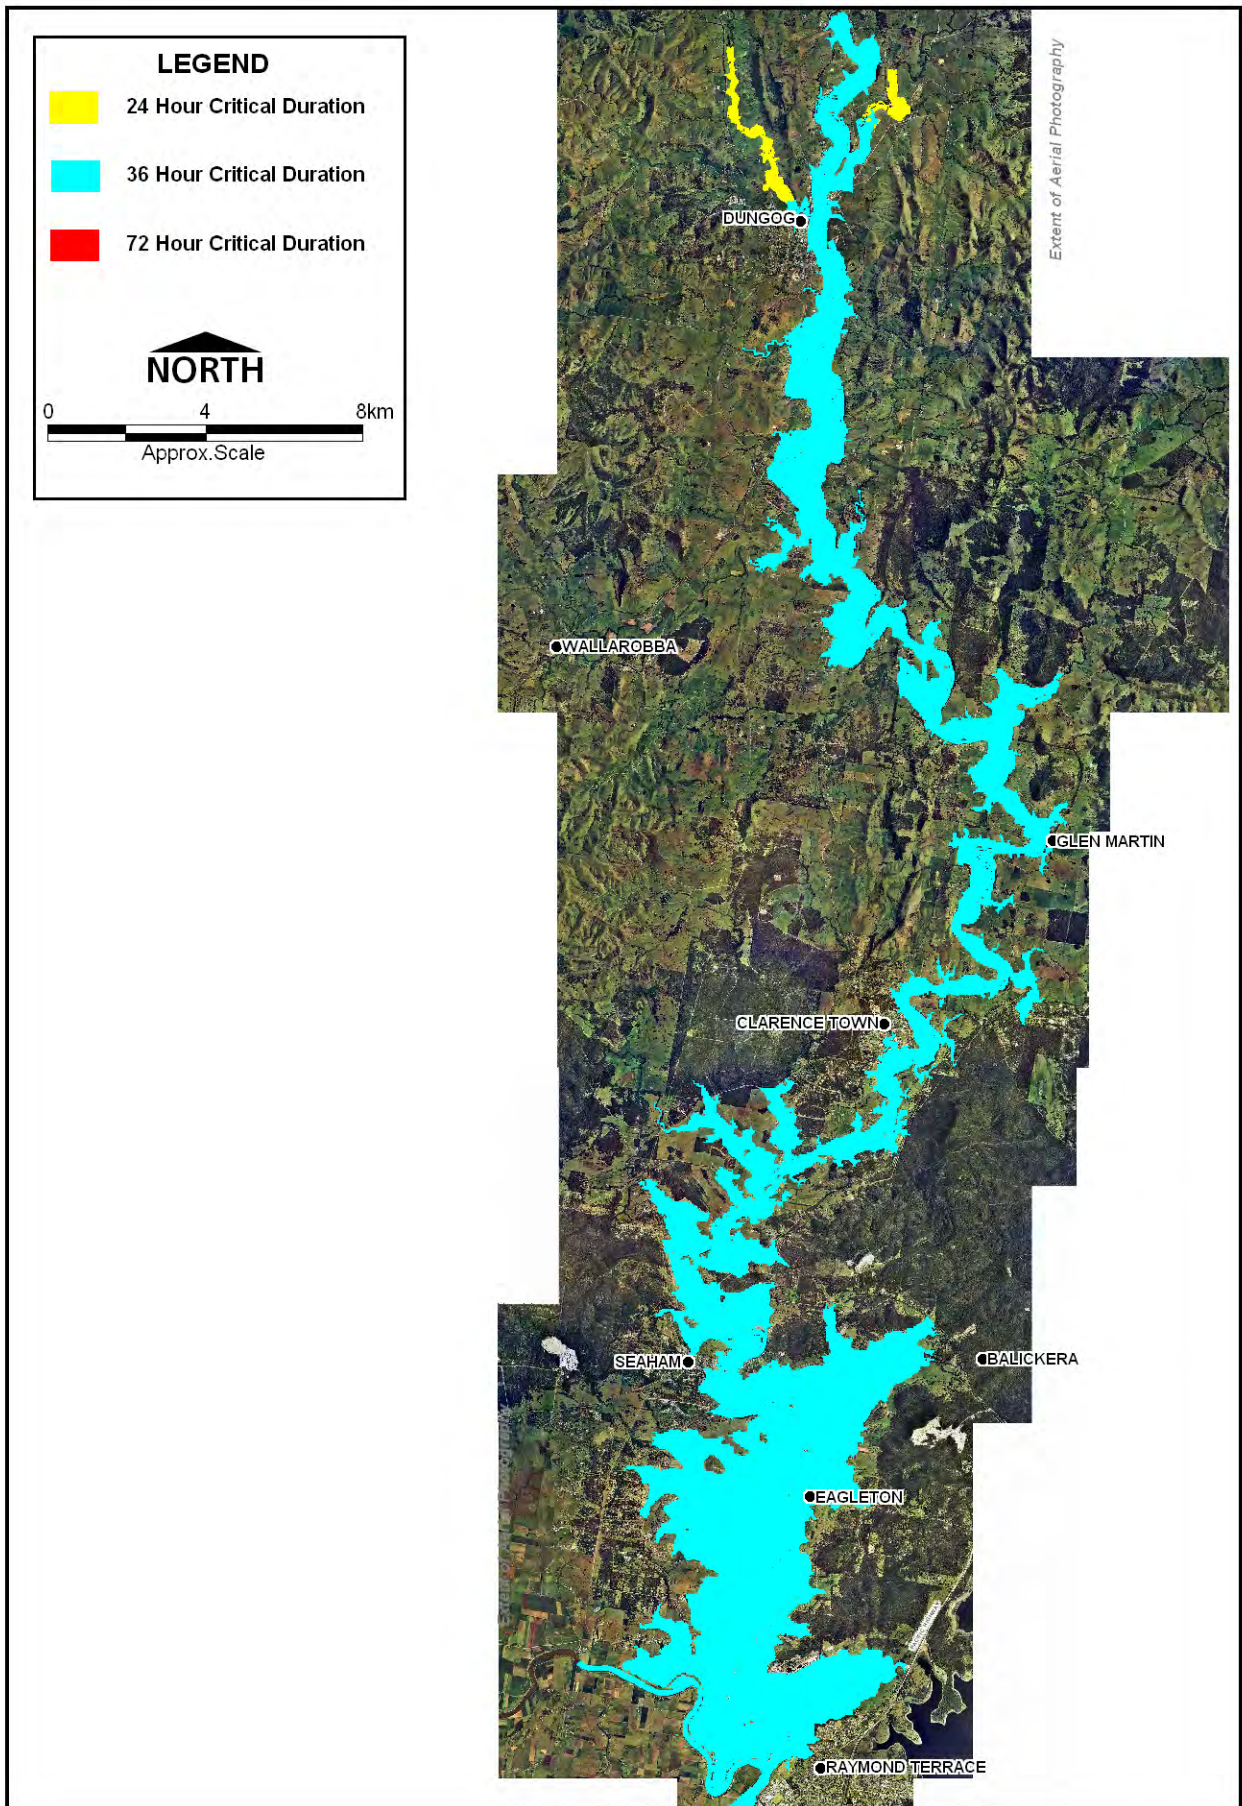 LEGEND
24 Hour Critical Duration
36 Hour Critical Duration
72 Hour Critical Duration
NORTH
0 4 8km
Approx.Scale
Extent of Aerial Photography
DUNGOG
WALLAROBBA
GLEN MARTIN
CLARENCE TOWN
SEAHAM
BALICKERA
EAGLETON
RAYMOND TERRACE